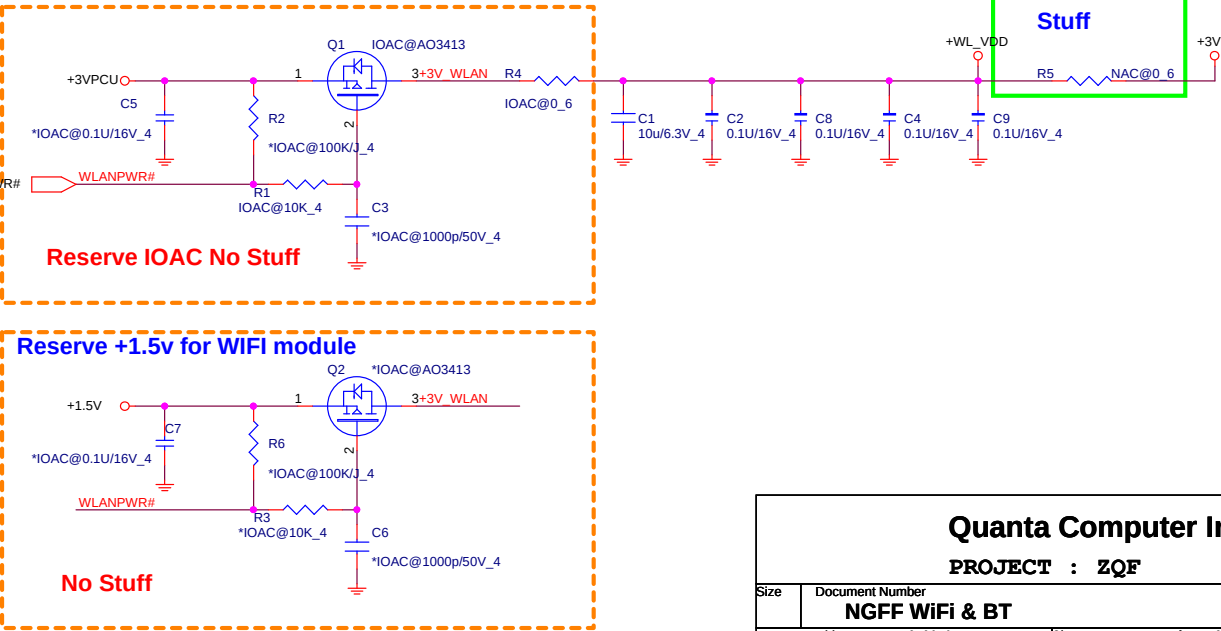 Stuff
Q1 IOAC@AO3413
+WL_VDD
+3V
+3VPCU
1
3 +3V_WLAN
R4
R5
NAC@0_6
C5
IOAC@0_6
*IOAC@0.1U/16V_4
R2
2
C1
10u/6.3V_4
C2
0.1U/16V_4
C8
0.1U/16V_4
C4
0.1U/16V_4
C9
0.1U/16V_4
*IOAC@100K/J_4
WLANPWR#
R1
IOAC@10K_4
C3
*IOAC@1000p/50V_4
Reserve IOAC No Stuff
Reserve +1.5v for WIFI module
Q2 *IOAC@AO3413
+1.5V
1
3 +3V_WLAN
C7
*IOAC@0.1U/16V_4
R6
2
*IOAC@100K/J_4
WLANPWR#
R3
*IOAC@10K_4
C6
*IOAC@1000p/50V_4
No Stuff
Quanta Computer
PROJECT : ZQF
Size
Document Number
NGFF WiFi & BT